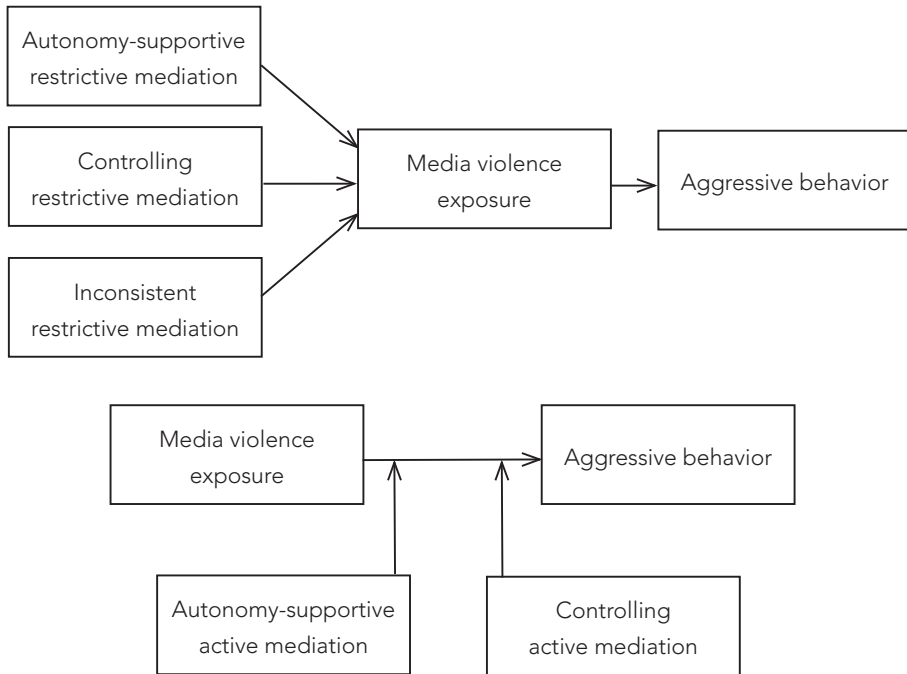 Autonomy-supportive
restrictive mediation
Controlling
restrictive mediation
Inconsistent
restrictive mediation
Media violence
exposure
Aggressive behavior
Media violence
exposure
Aggressive behavior
Autonomy-supportive
active mediation
Controlling
active mediation